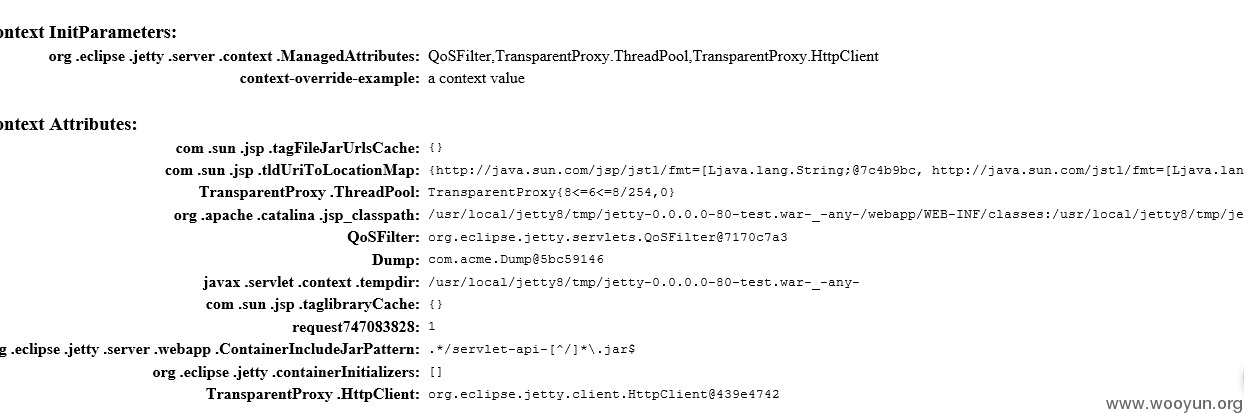 ontext InitParameters:
org .eclipse .jetty .server .context .ManagedAttributes: QoSFilter,TransparentProxy.ThreadPool,TransparentProxy.HttpClient
context-override-example: a context value
ontext Attributes:
com .sun .jsp .tagFileJarUrlsCache: {}
com .sun .jsp .tldUriToLocationMap: {http://java.sun.com/jsp/jstl/fmt=[Ljava.lang.String;@7c4b9bc, http://java.sun.com/jstl/fmt=[Ljava.lan
TransparentProxy .ThreadPool: TransparentProxy{8<=6<=8/254,0}
org .apache .catalina .jsp_classpath: /usr/local/jetty8/tmp/jetty-0.0.0.0-80-test.war-_-any-/webapp/WEB-INF/classes:/usr/local/jetty8/tmp/je
QoSFilter: org.eclipse.jetty.servlets.QoSFilter@7170c7a3
Dump: com.acme.Dump@5bc59146
javax .servlet .context .tempdir: /usr/local/jetty8/tmp/jetty-0.0.0.0-80-test.war-_-any-
com .sun .jsp .taglibraryCache: {}
request747083828: 1
g .eclipse .jetty .server .webapp .ContainerIncludeJarPattern: .*/servlet-api-[^/]*\.jar$
org .eclipse .jetty .containerInitializers: []
TransparentProxy .HttpClient: org.eclipse.jetty.client.HttpClient@439e4742
www.wooyun.org